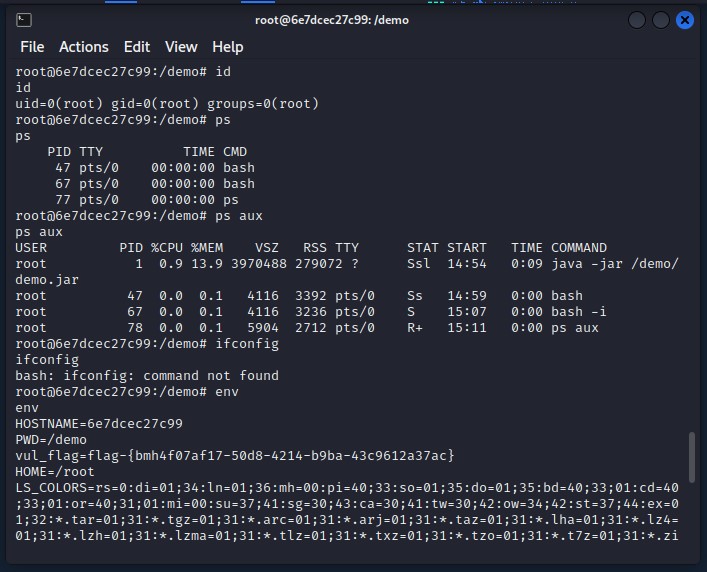 root@6e7dcec27c99: /demo
File Actions Edit View Help
root@6e7dcec27c99:/demo# id
id
uid=0(root) gid=0(root) groups=0(root)
root@6e7dcec27c99:/demo# ps
ps
PID TTY TIME CMD
47 pts/0 00:00:00 bash
67 pts/0 00:00:00 bash
77 pts/0 00:00:00 ps
root@6e7dcec27c99:/demo# ps aux
ps aux
USER PID %CPU %MEM VSZ RSS TTY STAT START TIME COMMAND
root 1 0.9 13.9 3970488 279072 ? Ssl 14:54 0:09 java -jar /demo/
demo.jar
root 47 0.0 0.1 4116 3392 pts/0 Ss 14:59 0:00 bash
root 67 0.0 0.1 4116 3236 pts/0 S 15:07 0:00 bash -i
root 78 0.0 0.1 5904 2712 pts/0 R+ 15:11 0:00 ps aux
root@6e7dcec27c99:/demo# ifconfig
ifconfig
bash: ifconfig: command not found
root@6e7dcec27c99:/demo# env
env
HOSTNAME=6e7dcec27c99
PWD=/demo
vul_flag=flag-{bmh4f07af17-50d8-4214-b9ba-43c9612a37ac}
HOME=/root
LS_COLORS=rs=0:di=01;34:ln=01;36:mh=00:pi=40;33:so=01;35:do=01;35:bd=40;33;01:cd=40
;33;01:or=40;31;01:mi=00:su=37;41:sg=30;43:ca=30;41:tw=30;42:ow=34;42:st=37;44:ex=0
1;32:*.tar=01;31:*.tgz=01;31:*.arc=01;31:*.arj=01;31:*.taz=01;31:*.lha=01;31:*.lz4=
01;31:*.lzh=01;31:*.lzma=01;31:*.tlz=01;31:*.txz=01;31:*.tzo=01;31:*.t7z=01;31:*.zi